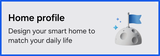 Home profile
Design your smart home to
match your daily life